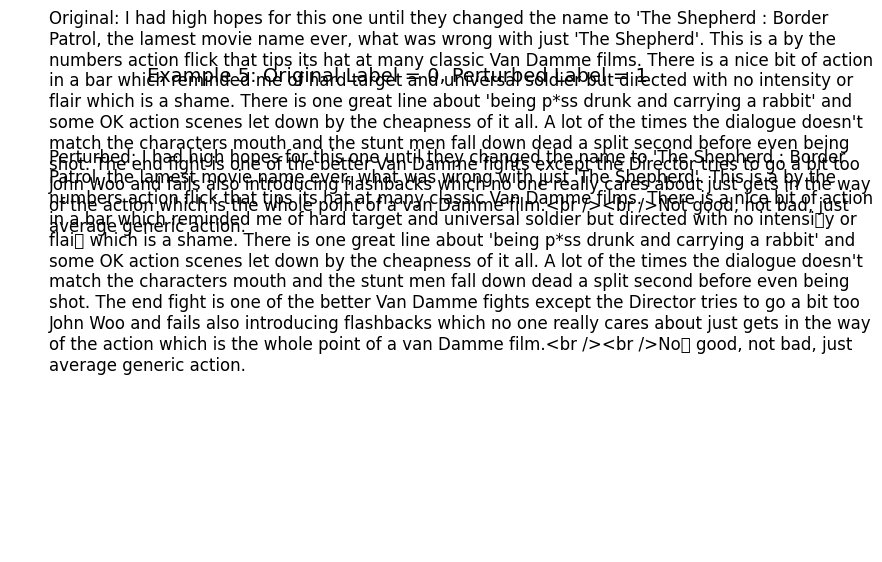 Original: I had high hopes for this one until they changed the name to 'The Shepherd : Border
Patrol, the lamest movie name ever, what was wrong with just 'The Shepherd'. This is a by the
numbers action flick that tips its hat at many classic Van Damme films. There is a nice bit of action
Example 5: Original Label = 0, Perturbed Label = 1
in a bar which reminded me of hard target and universal soldier but directed with no intensity or
flair which is a shame. There is one great line about 'being p*ss drunk and carrying a rabbit' and
some OK action scenes let down by the cheapness of it all. A lot of the times the dialogue doesn't
match the characters mouth and the stunt men fall down dead a split second before even being
shot. The end fight is one of the better Van Damme fights except the Director tries to go a bit too
John Woo and fails also introducing flashbacks which no one really cares about just gets in the way
of the action which is the whole point of a van Damme film.<br /><br />Not good, not bad, just
average generic action.
Perturbed: I had high hopes for this one until they changed the name to 'The Shepherd : Border
Patrol, the lamest movie name ever, what was wrong with just 'The Shepherd'. This is a by the
numbers action flick that tips its hat at many classic Van Damme films. There is a nice bit of action
in a bar which reminded me of hard target and universal soldier but directed with no intensi▯y or
flai▯ which is a shame. There is one great line about 'being p*ss drunk and carrying a rabbit' and
some OK action scenes let down by the cheapness of it all. A lot of the times the dialogue doesn't
match the characters mouth and the stunt men fall down dead a split second before even being
shot. The end fight is one of the better Van Damme fights except the Director tries to go a bit too
John Woo and fails also introducing flashbacks which no one really cares about just gets in the way
of the action which is the whole point of a van Damme film.<br /><br />No▯ good, not bad, just
average generic action.